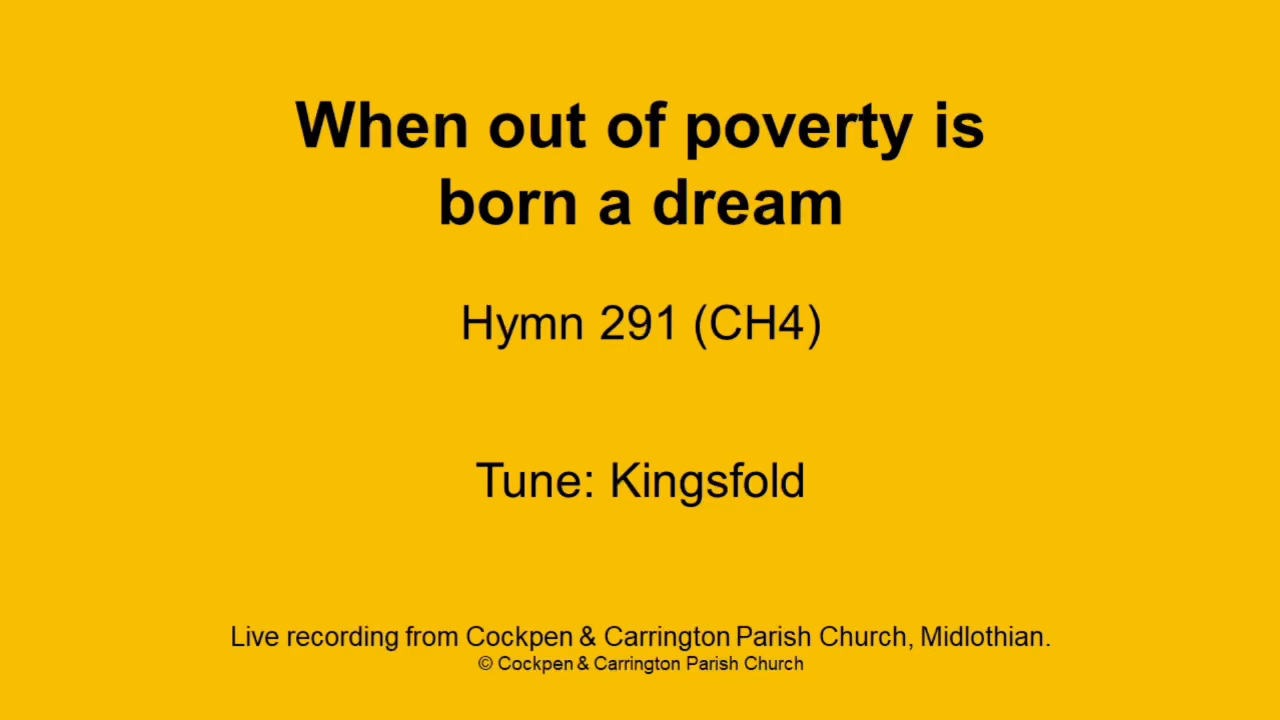 When out of poverty is
born a dream
Hymn 291 (CH4)
Tune: Kingsfold
Live recording from Cockpen & Carrington Parish Church, Midlothian.
© Cockpen & Carrington Parish Church